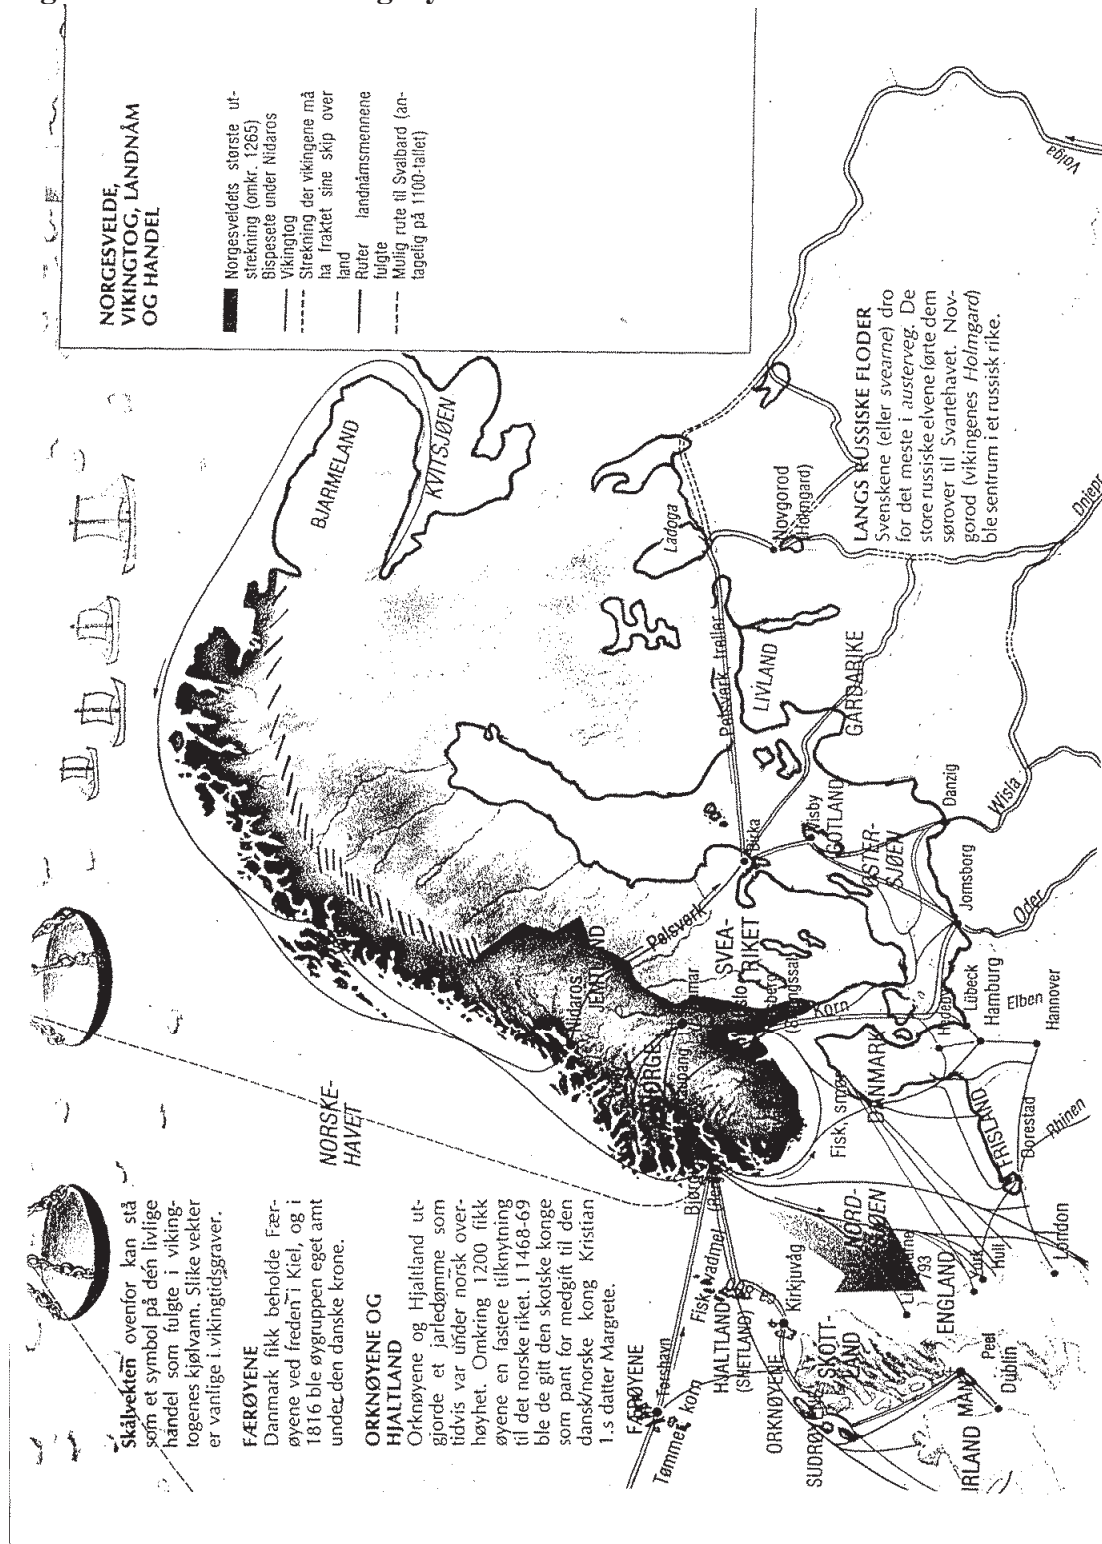 NORGESVELDE,
VIKINGTOG, LANDNÅM
OG HANDEL
Norgesveldets største ut-
strekning (omkr. 1265)
Bispesete under Nidaros
Vikingtog
Strekning der vikingene må
ha fraktet sine skip over
land
Ruter landnåmsmennene
fulgte
Mulig rute til Svalbard (an-
tagelig på 1100-tallet)
Skålvekten ovenfor kan stå
som et symbol på den livlige
handel som fulgte i viking-
togenes kjølvann. Slike vekter
er vanlige i vikingtidsgraver.
FÆRØYENE
Danmark fikk beholde Fær-
øyene ved freden i Kiel, og i
1816 ble øygruppen eget amt
under den danske krone.
ORKNØYENE OG
HJALTLAND
Orknøyene og Hjaltland ut-
gjorde et jarledømme som
tidvis var under norsk over-
høyhet. Omkring 1200 fikk
øyene en fastere tilknytning
til det norske riket. I 1468-69
ble de gitt den skotske konge
som pant for medgift til den
dansk/norske kong Kristian
1.s datter Margrete.
LANGS RUSSISKE FLODER
Svenskene (eller svearne) dro
for det meste i austerveg. De
store russiske elvene førte dem
sørover til Svartehavet. Nov-
gorod (vikingenes Holmgard)
ble sentrum i et russisk rike.
NORSKE-
HAVET
BJARMELAND
KVITSJØEN
Volga
Ladoga
Novgorod
(Holmgard)
Dnjepr
Pelsverk treller
LIVLAND
GARDARIKE
Birka
Visby
GOTLAND
ØSTER-
SJØEN
Danzig
Wisla
Jomsborg
Oder
Pelsverk
SVEA-
RIKET
JEMTLAND
Nidaros
NORGE
Korn
DANMARK
Hedeby
Lübeck
Hamburg
Elben
Hannover
FRISLAND
Dorestad
Rhinen
Fisk, smør
NORD-
SJØEN
793
ENGLAND
York
Hull
London
FÆRØYENE
Torshavn
Tømmer korn
Fisk vadmel
HJALTLAND
(SHETLAND)
ORKNØYENE
Kirkjuvåg
SKOTT-
LAND
IRLAND
MAN
Peel
Dublin